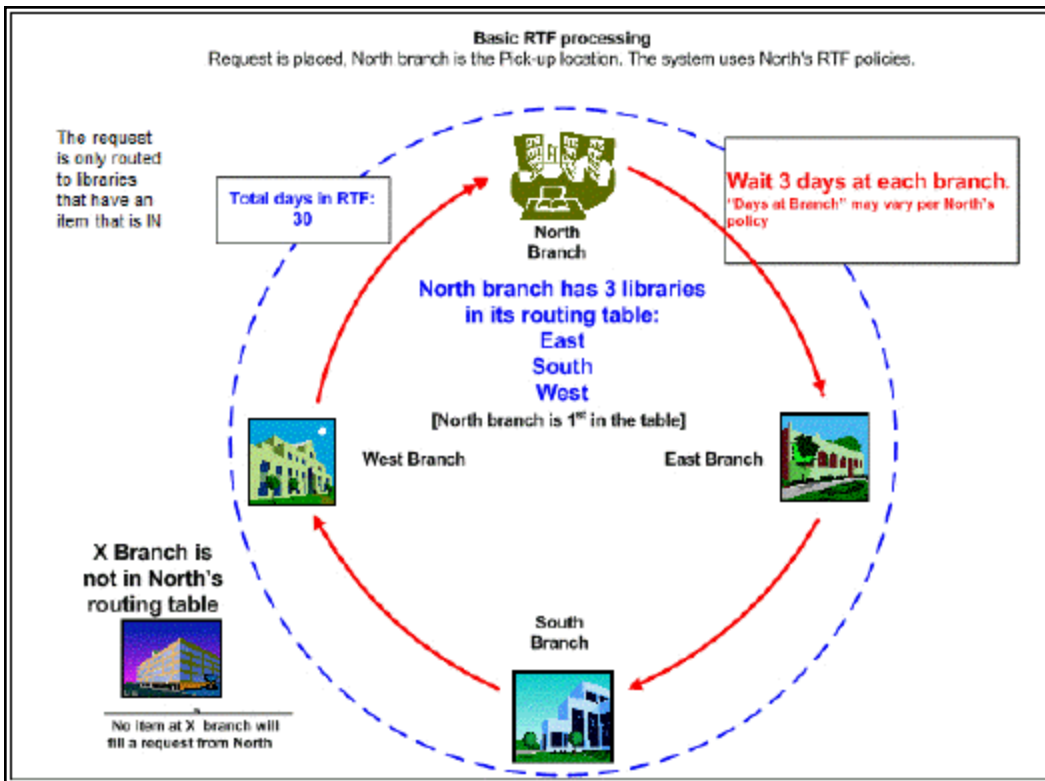 Basic RTF processing
Request is placed, North branch is the Pick-up location. The system uses North's RTF policies.
The request
is only routed
to libraries
that have an
item that is IN
Total days in RTF:
30
Wait 3 days at each branch.
"Days at Branch" may vary per North's
policy
North
Branch
North branch has 3 libraries
in its routing table:
East
South
West
[North branch is 1st in the table]
West Branch
East Branch
X Branch is
not in North's
routing table
South
Branch
No item at X branch will
fill a request from North